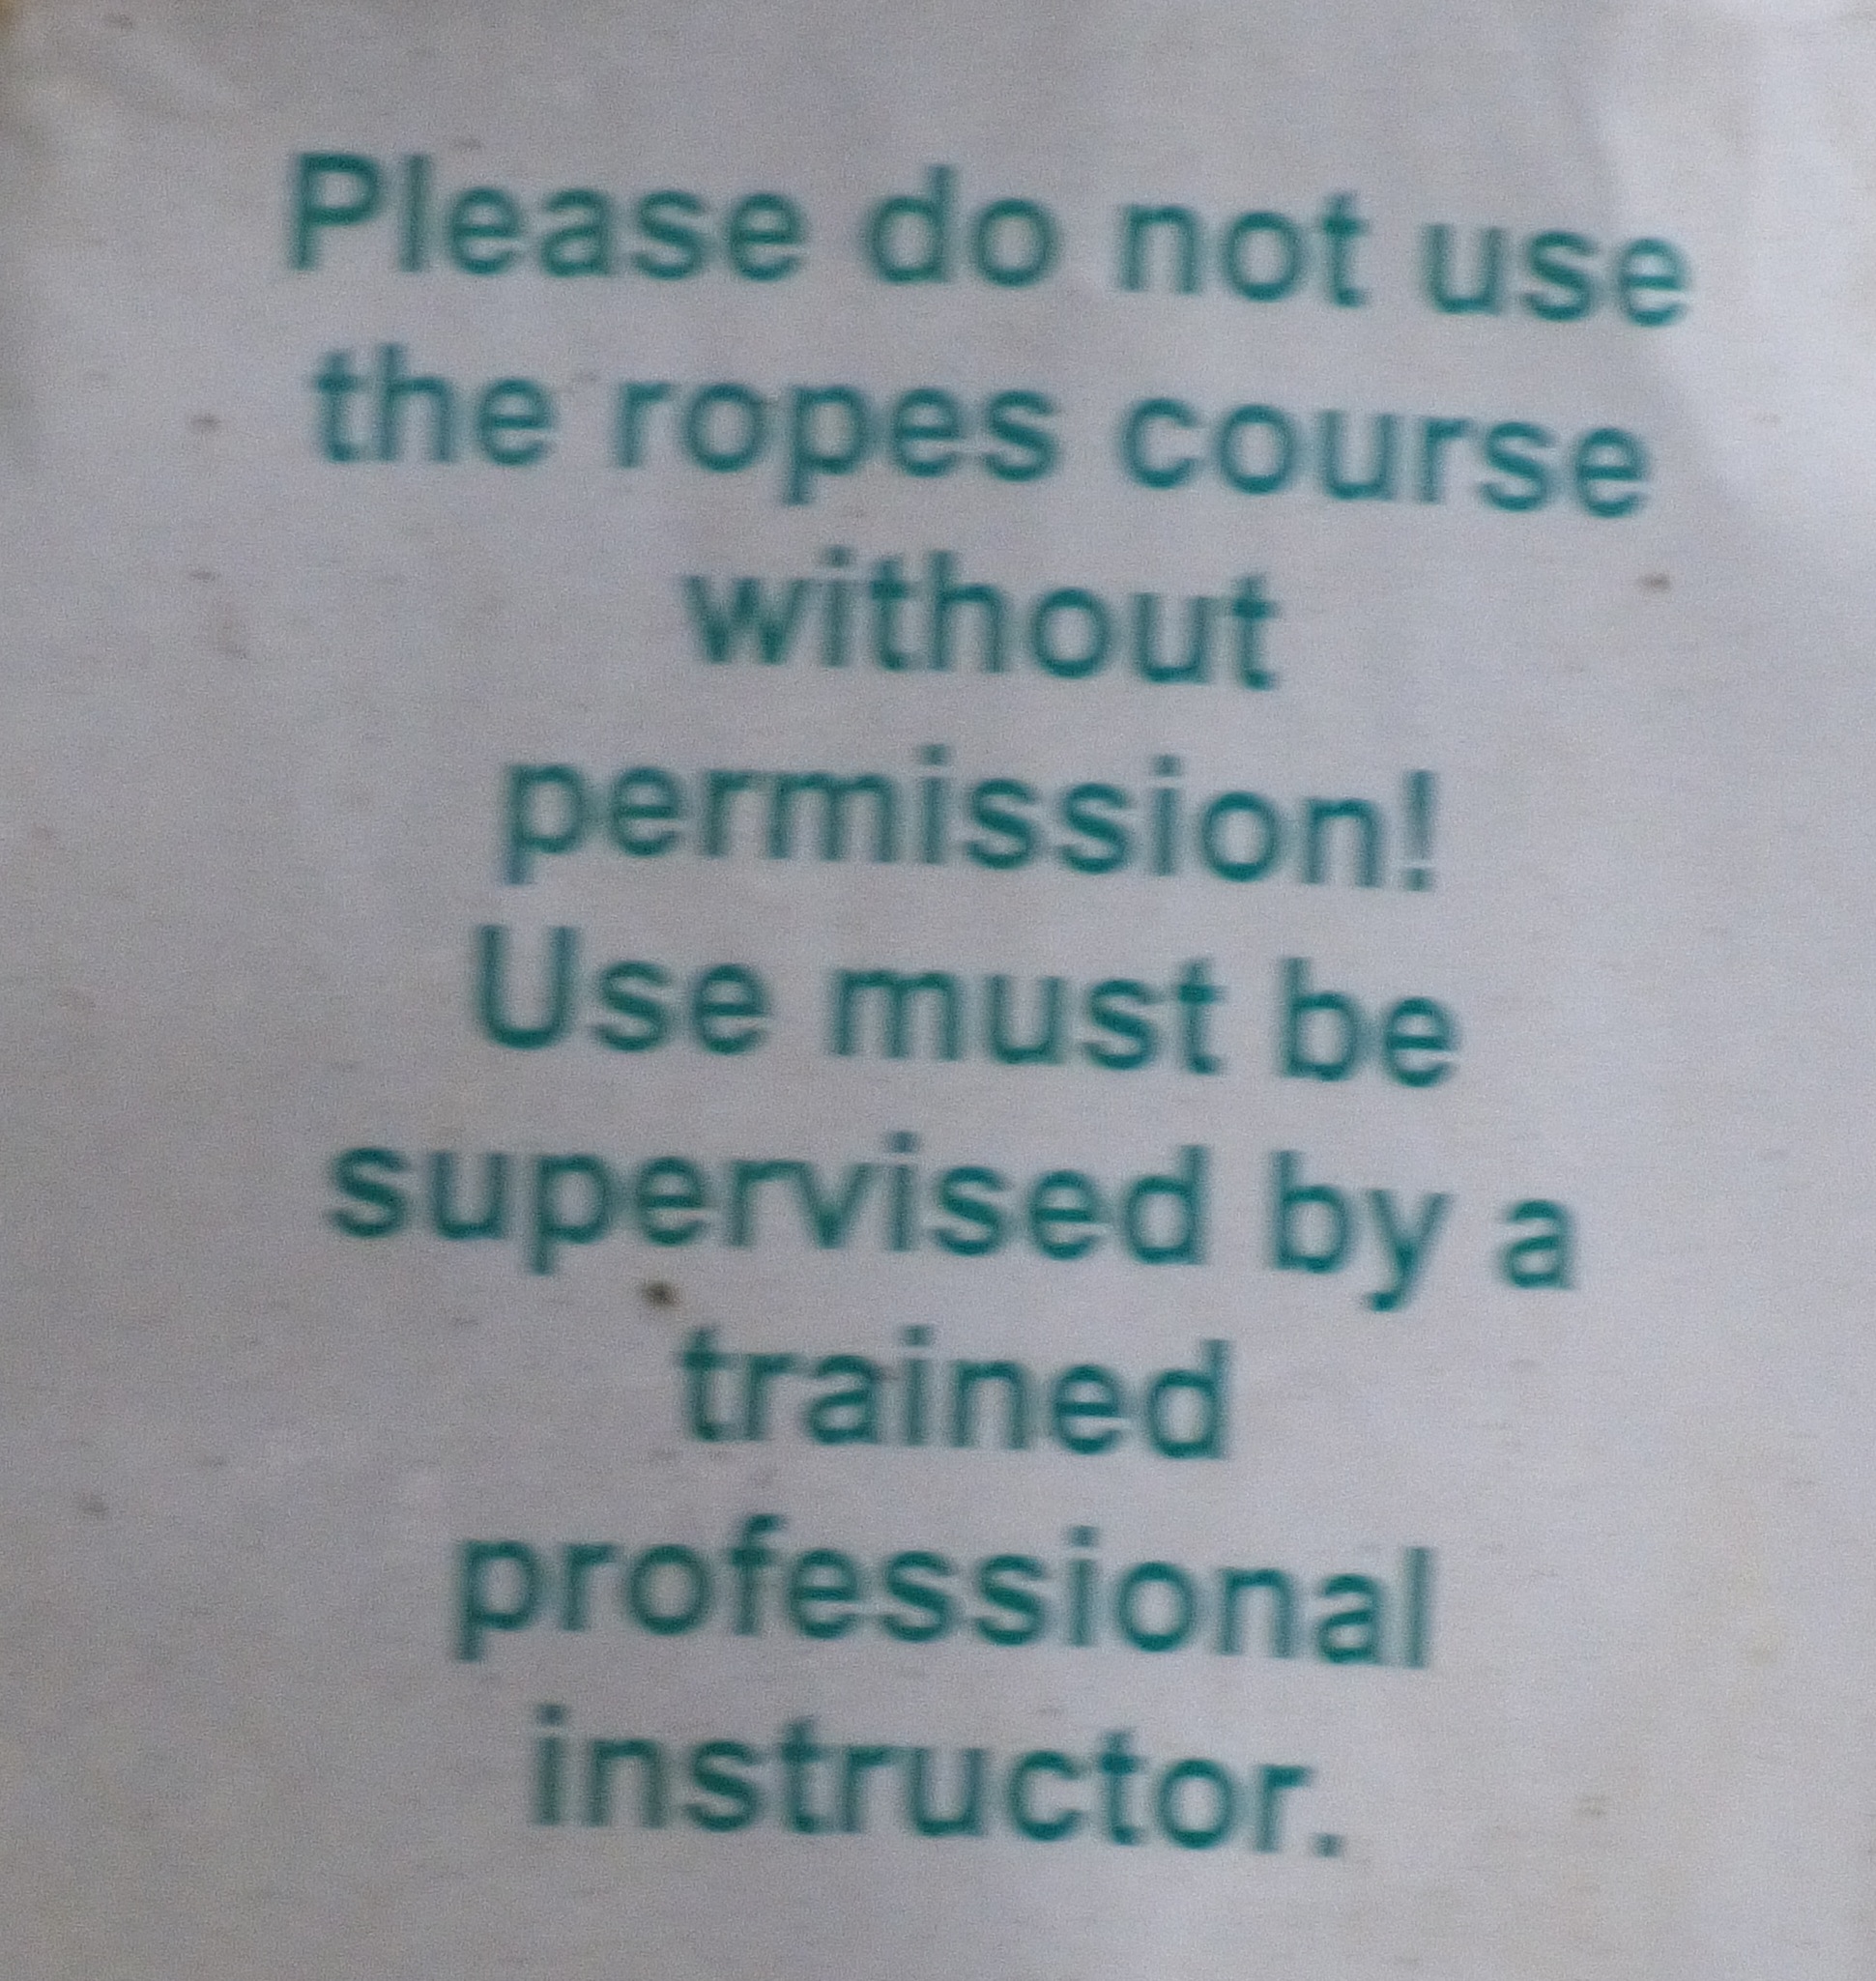 Please do not use
the ropes course
without
permission!
Use must be
supervised by a
trained
professional
instructor.